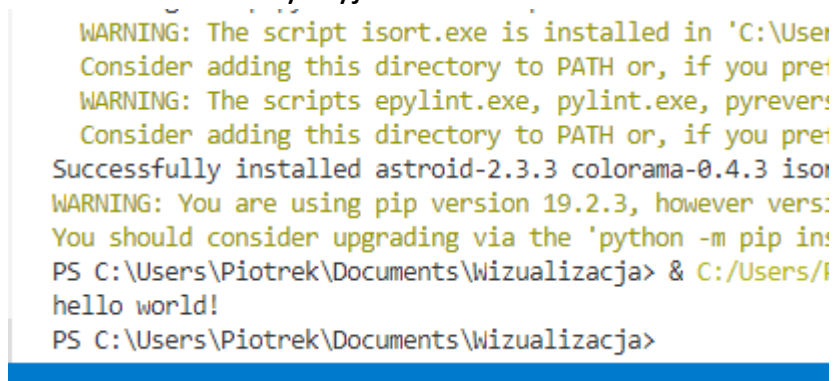 WARNING: The script isort.exe is installed in 'C:\User
Consider adding this directory to PATH or, if you pref
WARNING: The scripts epylint.exe, pylint.exe, pyrevers
Consider adding this directory to PATH or, if you pref
Successfully installed astroid-2.3.3 colorama-0.4.3 isor
WARNING: You are using pip version 19.2.3, however versi
You should consider upgrading via the 'python -m pip ins
PS C:\Users\Piotrek\Documents\Wizualizacja> & C:/Users/P
hello world!
PS C:\Users\Piotrek\Documents\Wizualizacja>